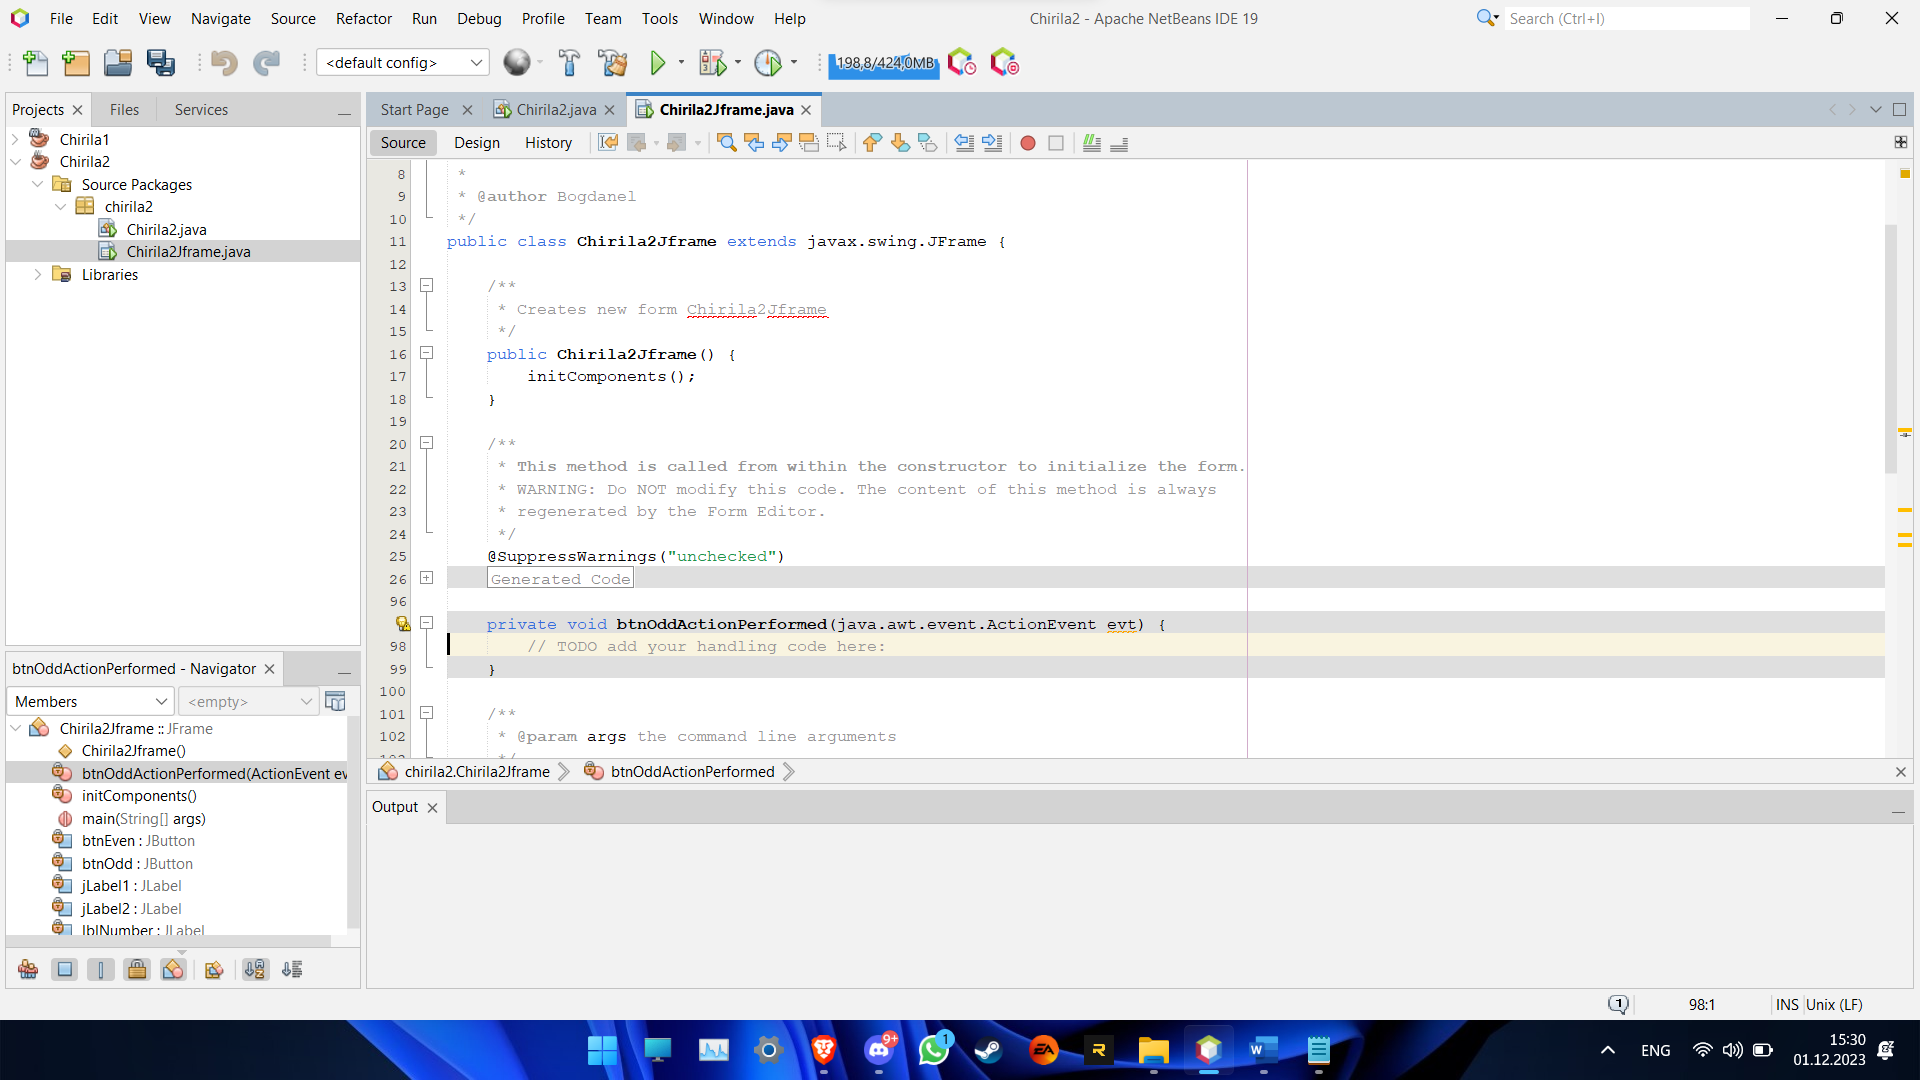 File Edit View Navigate Source Refactor Run Debug Profile Team Tools Window Help
Chirila2 - Apache NetBeans IDE 19
Search (Ctrl+I)
<default config>
198,8/424,0MB
Projects Files Services
Start Page Chirila2.java Chirila2Jframe.java
Source Design History
Chirila1
Chirila2
Source Packages
chirila2
Chirila2.java
Chirila2Jframe.java
Libraries
8 *
9 * @author Bogdanel
10 */
11 public class Chirila2Jframe extends javax.swing.JFrame {
12
13 /**
14 * Creates new form Chirila2Jframe
15 */
16 public Chirila2Jframe() {
17 initComponents();
18 }
19
20 /**
21 * This method is called from within the constructor to initialize the form.
22 * WARNING: Do NOT modify this code. The content of this method is always
23 * regenerated by the Form Editor.
24 */
25 @SuppressWarnings("unchecked")
26 Generated Code
96
private void btnOddActionPerformed(java.awt.event.ActionEvent evt) {
98 // TODO add your handling code here:
99 }
100
101 /**
102 * @param args the command line arguments
chirila2.Chirila2Jframe btnOddActionPerformed
btnOddActionPerformed - Navigator
Members <empty>
Chirila2Jframe :: JFrame
Chirila2Jframe()
btnOddActionPerformed(ActionEvent ev
initComponents()
main(String[] args)
btnEven : JButton
btnOdd : JButton
jLabel1 : JLabel
jLabel2 : JLabel
lblNumber : JLabel
Output
1
98:1
INS Unix (LF)
9+
1
EA
R
W
ENG
15:30
01.12.2023